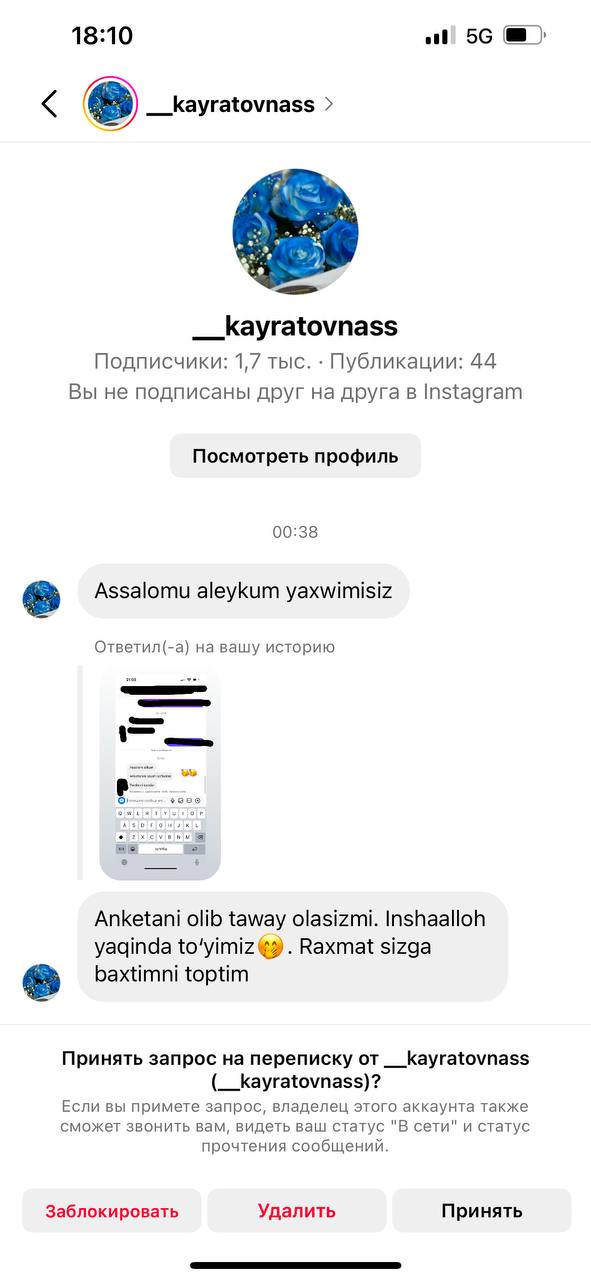 18:10
5G
__kayratovnass
__kayratovnass
Подписчики: 1,7 тыс. · Публикации: 44
Вы не подписаны друг на друга в Instagram
Посмотреть профиль
00:38
Assalomu aleykum yaxwimisiz
Ответил(-а) на вашу историю
Anketani olib taway olasizmi. Inshaalloh
yaqinda to‘yimiz🤭. Raxmat sizga
baxtimni toptim
Принять запрос на переписку от __kayratovnass
(__kayratovnass)?
Если вы примете запрос, владелец этого аккаунта также
сможет звонить вам, видеть ваш статус "В сети" и статус
прочтения сообщений.
Заблокировать
Удалить
Принять